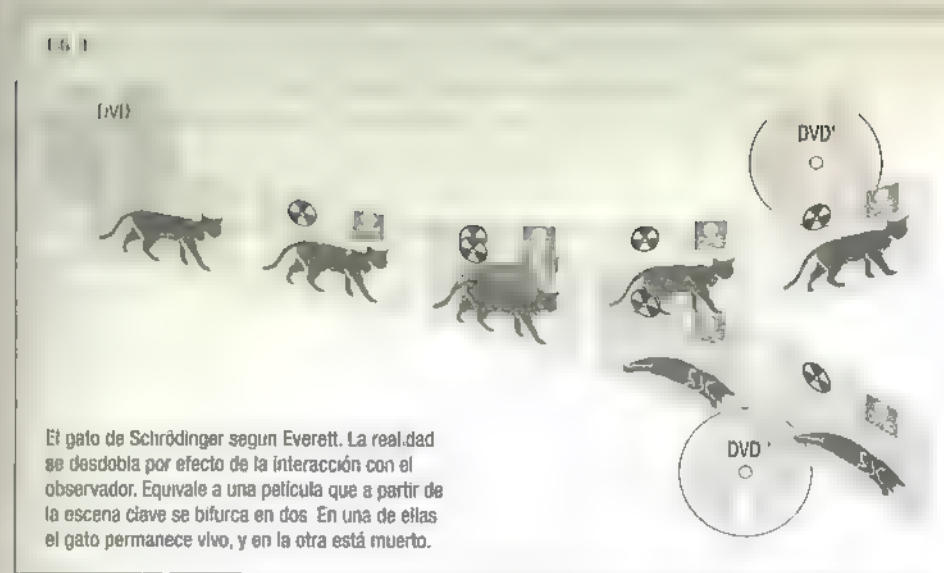 DVD
DVD'
DVD
El gato de Schrödinger segun Everett. La realidad
se desdobla por efecto de la interacción con el
observador. Equivale a una película que a partir de
la escena clave se bifurca en dos En una de ellas
el gato permanece vivo, y en la otra está muerto.